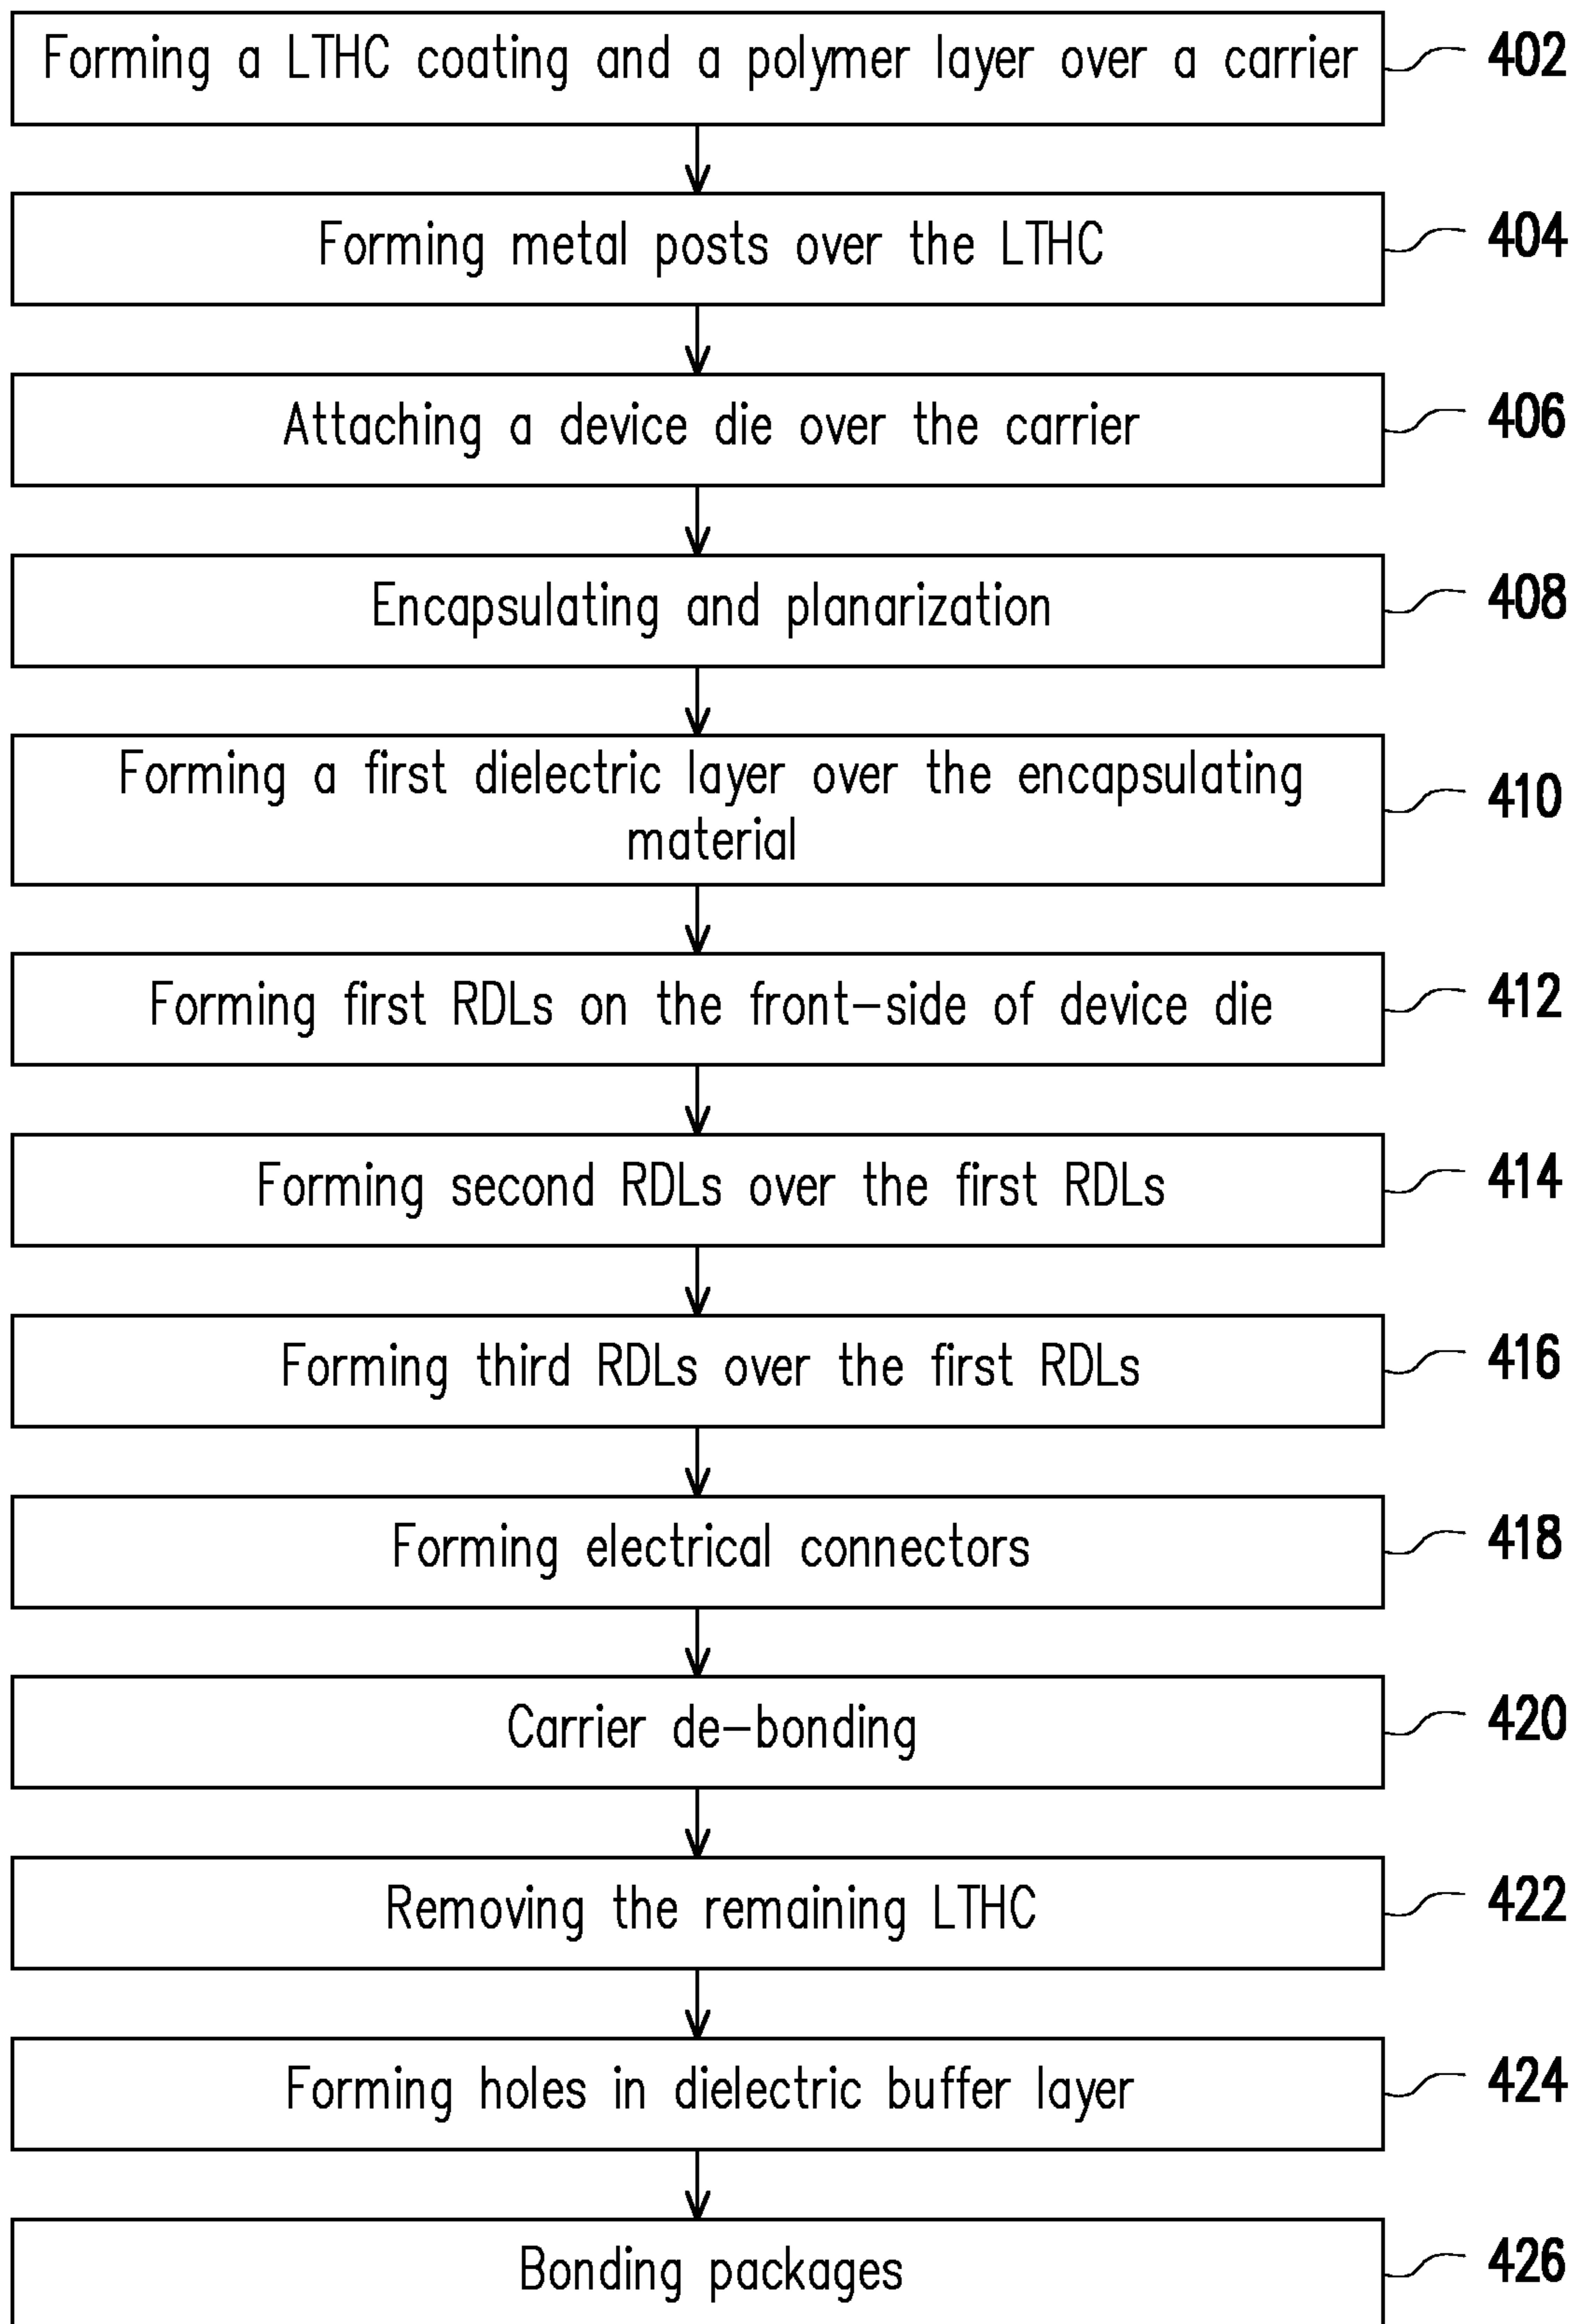 Forming a LTHC coating and a polymer layer over a carrier 402
Forming metal posts over the LTHC 404
Attaching a device die over the carrier 406
Encapsulating and planarization 408
Forming a first dielectric layer over the encapsulating
material 410
Forming first RDLs on the front-side of device die 412
Forming second RDLs over the first RDLs 414
Forming third RDLs over the first RDLs 416
Forming electrical connectors 418
Carrier de-bonding 420
Removing the remaining LTHC 422
Forming holes in dielectric buffer layer 424
Bonding packages 426